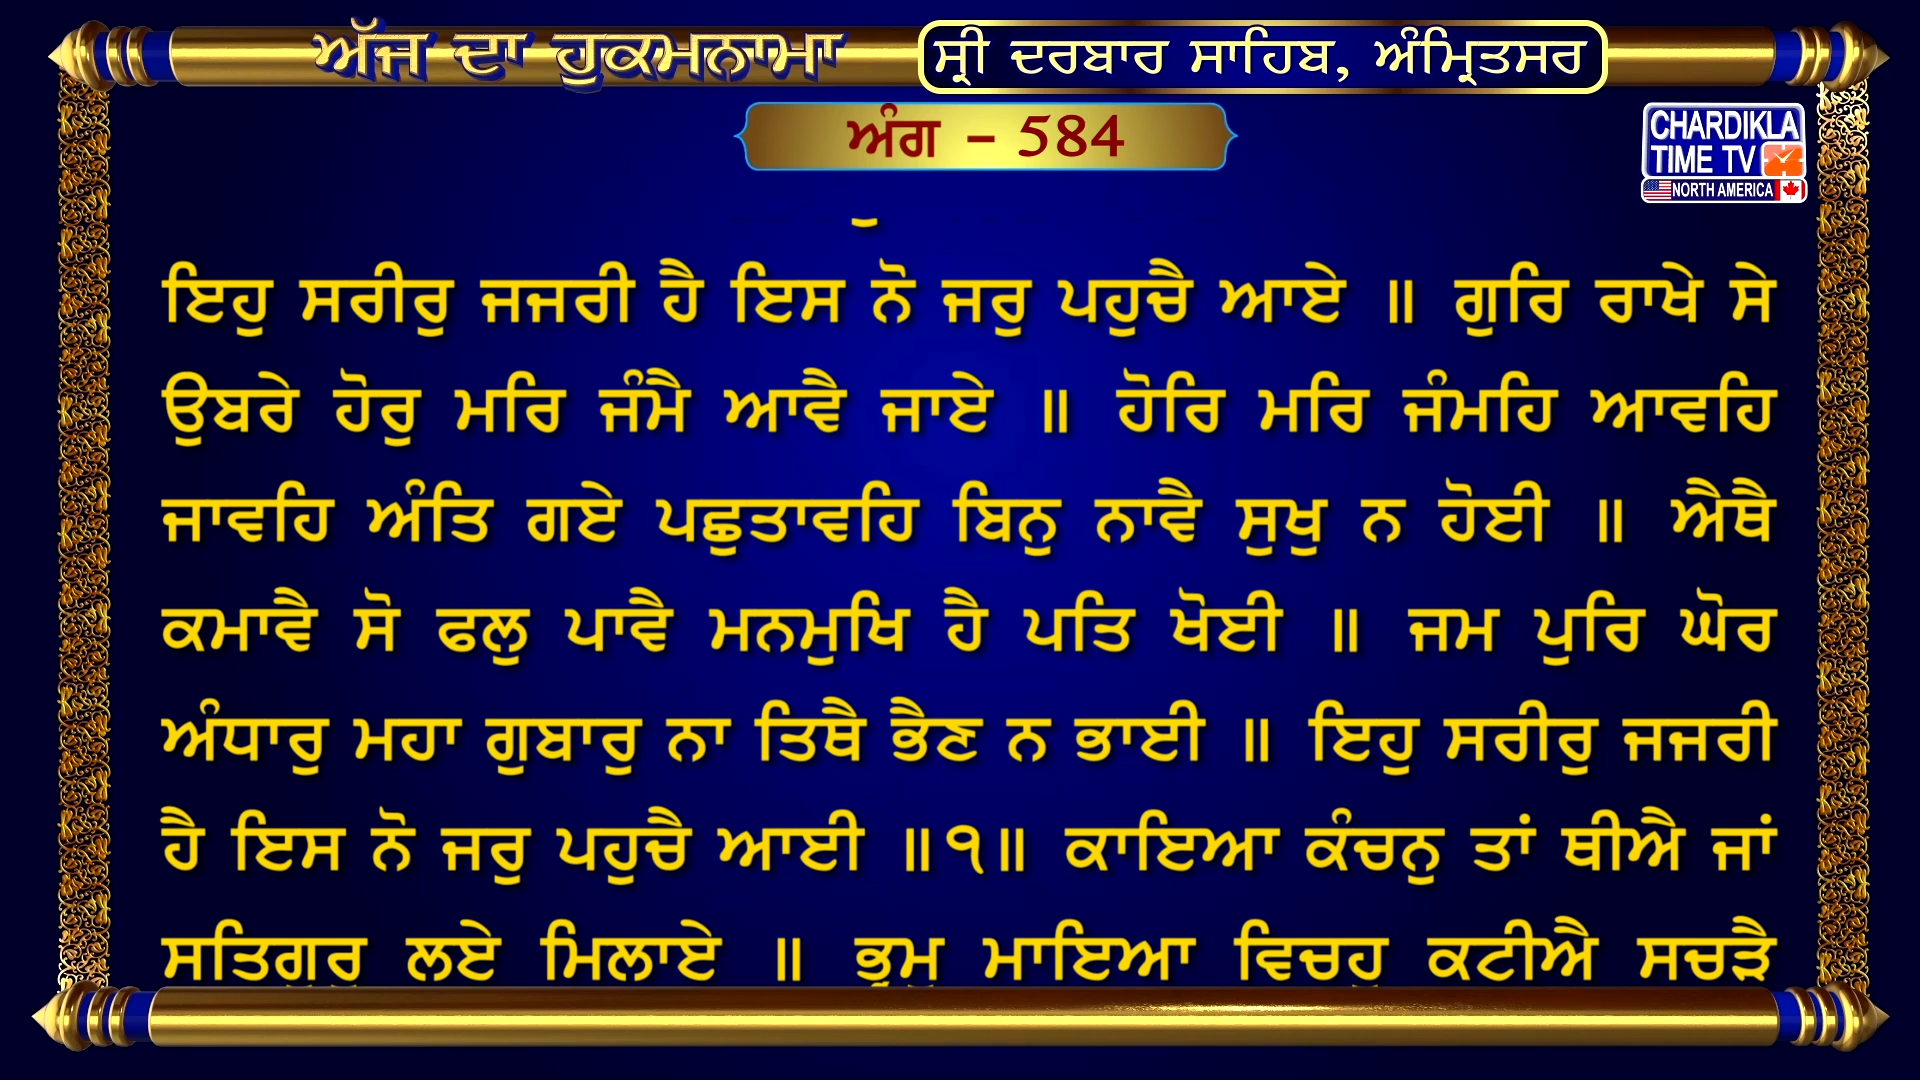 ਅੱਜ ਦਾ ਹੁਕਮਨਾਮਾ ਸ੍ਰੀ ਦਰਬਾਰ ਸਾਹਿਬ, ਅੰਮ੍ਰਿਤਸਰ
ਅੰਗ – 584
CHARDIKLA
TIME TV
NORTH AMERICA
ਇਹੁ ਸਰੀਰੁ ਜਜਰੀ ਹੈ ਇਸ ਨੋ ਜਰੁ ਪਹੁਚੈ ਆਏ ॥ ਗੁਰਿ ਰਾਖੇ ਸੇ
ਉਬਰੇ ਹੋਰੁ ਮਰਿ ਜੰਮੈ ਆਵੈ ਜਾਏ ॥ ਹੋਰਿ ਮਰਿ ਜੰਮਹਿ ਆਵਹਿ
ਜਾਵਹਿ ਅੰਤਿ ਗਏ ਪਛੁਤਾਵਹਿ ਬਿਨੁ ਨਾਵੈ ਸੁਖੁ ਨ ਹੋਈ ॥ ਐਥੈ
ਕਮਾਵੈ ਸੋ ਫਲੁ ਪਾਵੈ ਮਨਮੁਖਿ ਹੈ ਪਤਿ ਖੋਈ ॥ ਜਮ ਪੁਰਿ ਘੋਰ
ਅੰਧਾਰੁ ਮਹਾ ਗੁਬਾਰੁ ਨਾ ਤਿਥੈ ਭੈਣ ਨ ਭਾਈ ॥ ਇਹੁ ਸਰੀਰੁ ਜਜਰੀ
ਹੈ ਇਸ ਨੋ ਜਰੁ ਪਹੁਚੈ ਆਈ ॥੧॥ ਕਾਇਆ ਕੰਚਨੁ ਤਾਂ ਥੀਐ ਜਾਂ
ਸਤਿਗੁਰੁ ਲਏ ਮਿਲਾਏ ॥ ਭ੍ਰਮੁ ਮਾਇਆ ਵਿਚਹੁ ਕਟੀਐ ਸਚੜੈ